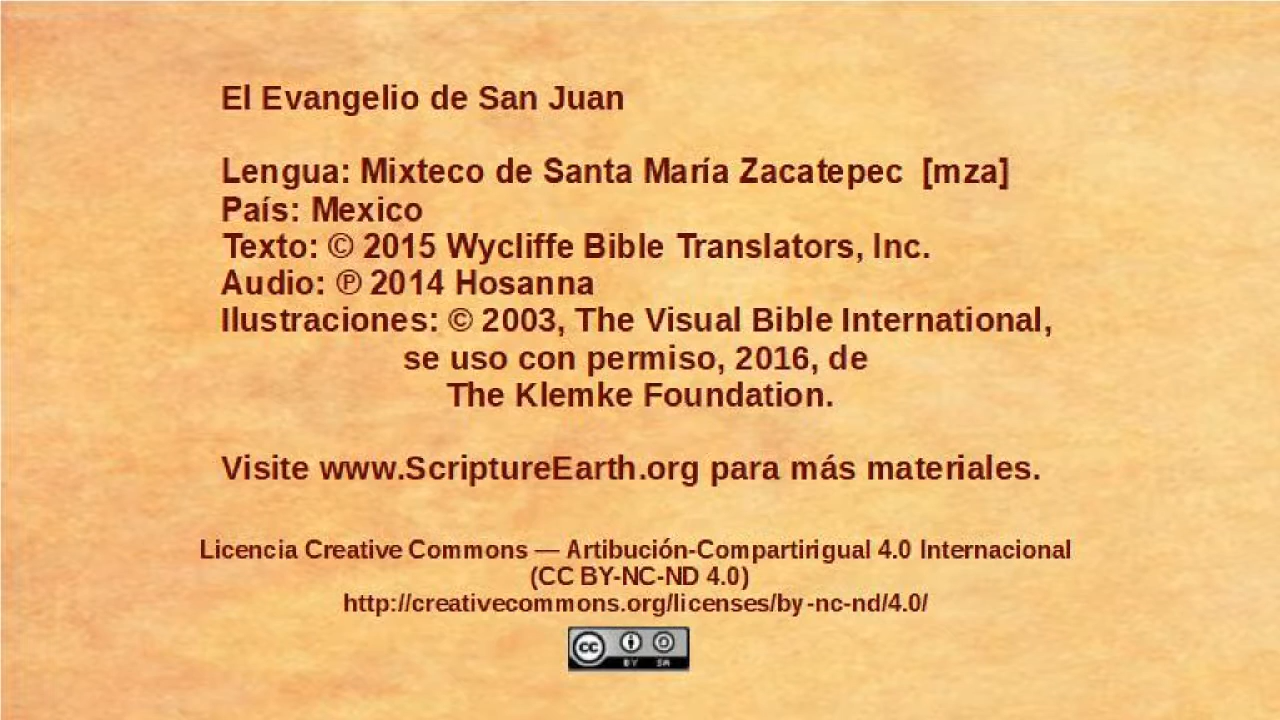 El Evangelio de San Juan
Lengua: Mixteco de Santa María Zacatepec [mza]
País: Mexico
Texto: © 2015 Wycliffe Bible Translators, Inc.
Audio: ℗ 2014 Hosanna
Ilustraciones: © 2003, The Visual Bible International,
se uso con permiso, 2016, de
The Klemke Foundation.
Visite www.ScriptureEarth.org para más materiales.
Licencia Creative Commons — Artibución-Compartirigual 4.0 Internacional
(CC BY-NC-ND 4.0)
http://creativecommons.org/licenses/by-nc-nd/4.0/
cc BY SA